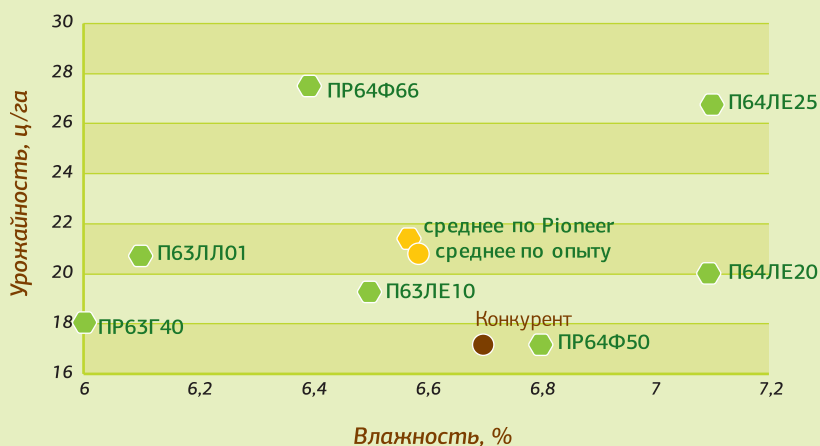 30
28
ПР64Ф66
П64ЛЕ25
26
24
22
среднее по Pioneer
П63ЛЛ01
среднее по опыту
20
П64ЛЕ20
П63ЛЕ10
18
ПР63Г40
Конкурент
ПР64Ф50
16
6
6,2
6,4
6,6
6,8
7
7,2
Урожайность, ц/га
Влажность, %